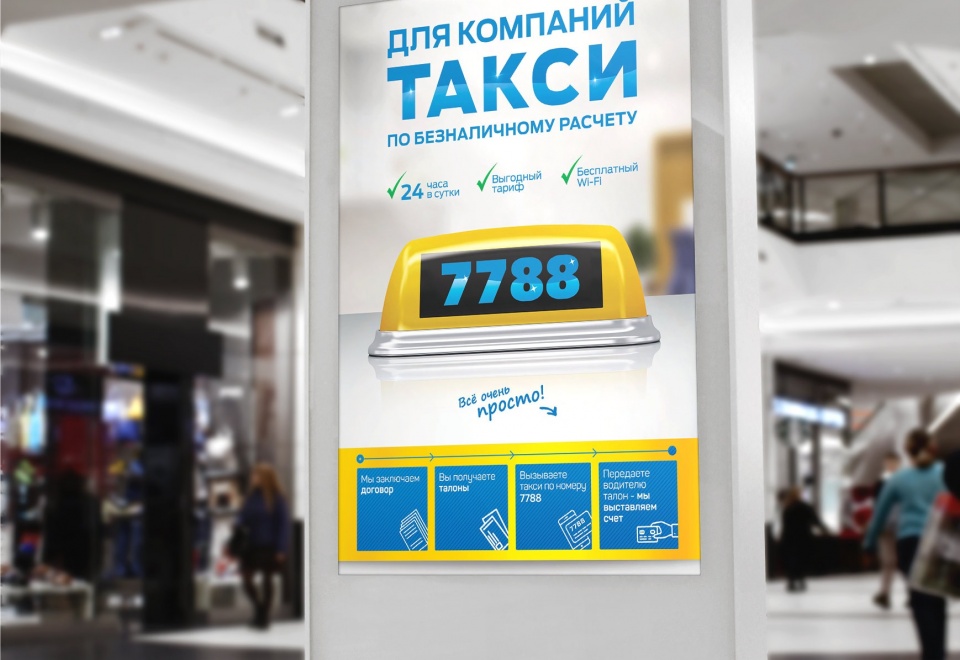 ДЛЯ КОМПАНИЙ
ТАКСИ
ПО БЕЗНАЛИЧНОМУ РАСЧЕТУ
24 часа
в сутки
Выгодный
тариф
Бесплатный
Wi-Fi
7788
Всё очень
просто!
Мы заключаем
договор
Вы получаете
талоны
Вызываете
такси по номеру
7788
7788
Передаете
водителю
талон - мы
выставляем
счет